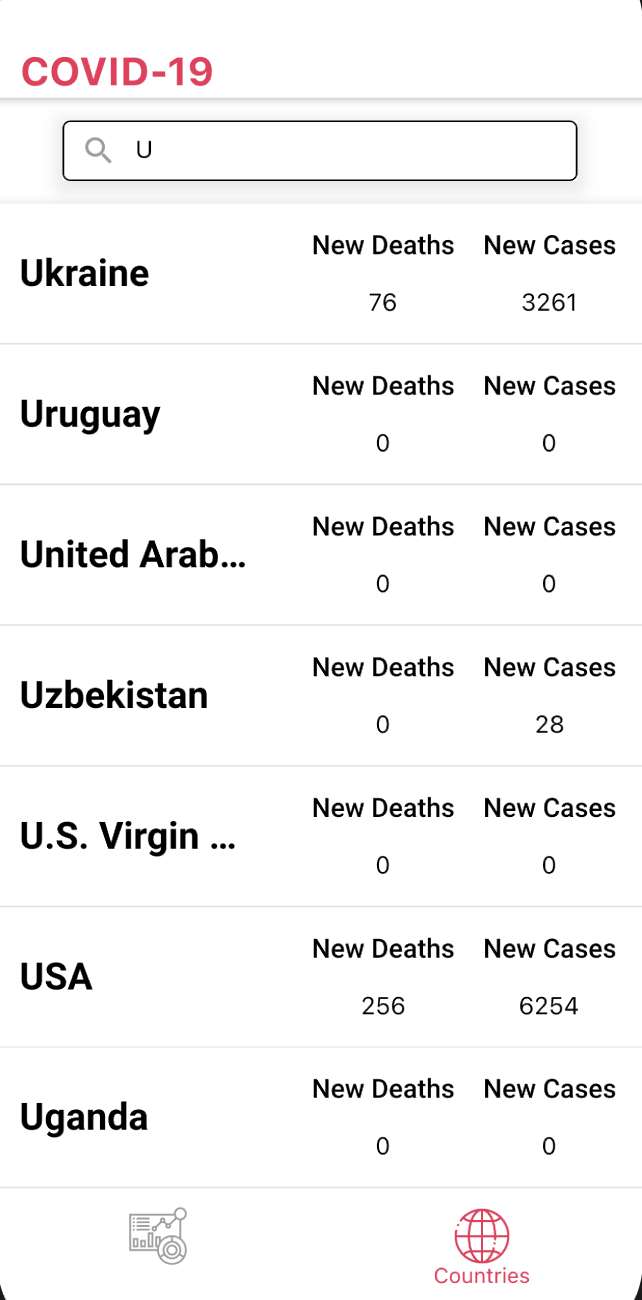 COVID-19
U
New Deaths New Cases
Ukraine
76 3261
New Deaths New Cases
Uruguay
0 0
New Deaths New Cases
United Arab...
0 0
New Deaths New Cases
Uzbekistan
0 28
New Deaths New Cases
U.S. Virgin ...
0 0
New Deaths New Cases
USA
256 6254
New Deaths New Cases
Uganda
0 0
Countries